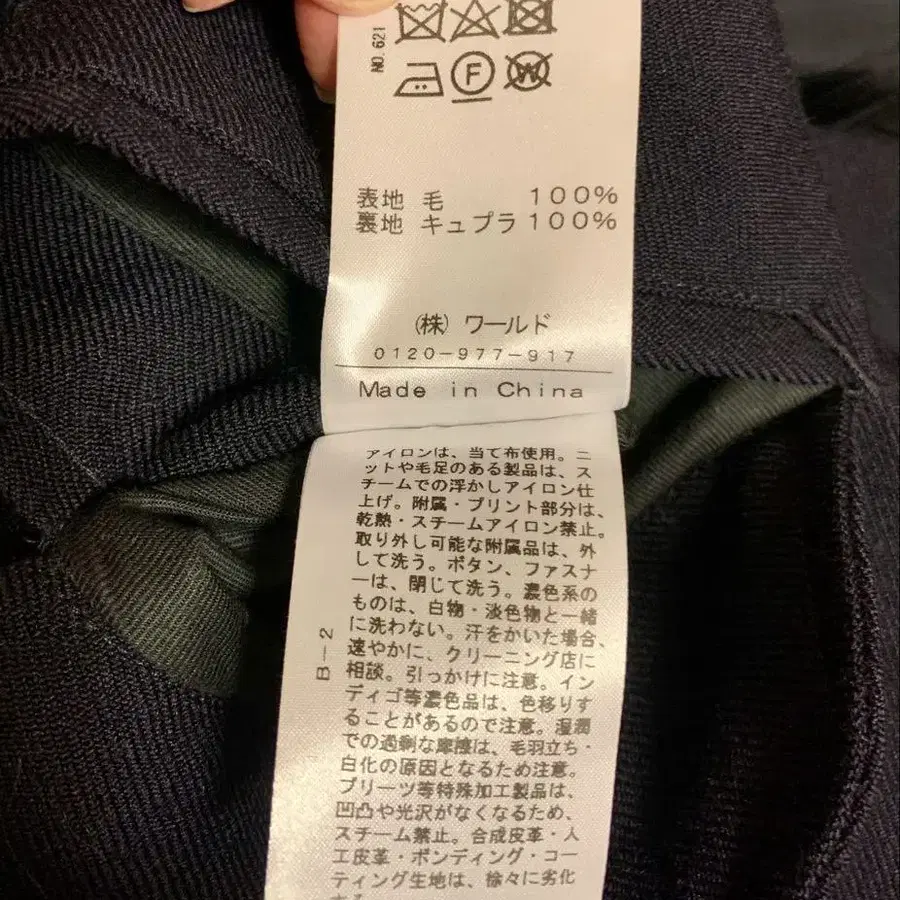 NO.621
F
W
表地 毛 100%
裏地 キュプラ 100%
(株) ワールド
0120-977-917
Made in China
アイロンは、当て布使用。ニ
ットや毛足のある製品は、ス
チームでの浮かしアイロン仕
上げ。附属・プリント部分は、
乾熱・スチームアイロン禁止。
取り外し可能な附属品は、外
して洗う。ボタン、ファスナ
ーは、閉じて洗う。濃色系の
ものは、白物・淡色物と一緒
に洗わない。汗をかいた場合、
速やかに、クリーニング店に
相談。引っかけに注意。イン
ディゴ等濃色品は、色移りす
ることがあるので注意。湿潤
での過剰な摩擦は、毛羽立ち・
白化の原因となるため注意。
プリーツ等特殊加工製品は、
凹凸や光沢がなくなるため、
スチーム禁止。合成皮革・人
工皮革・ボンディング・コー
ティング生地は、徐々に劣化
B-2